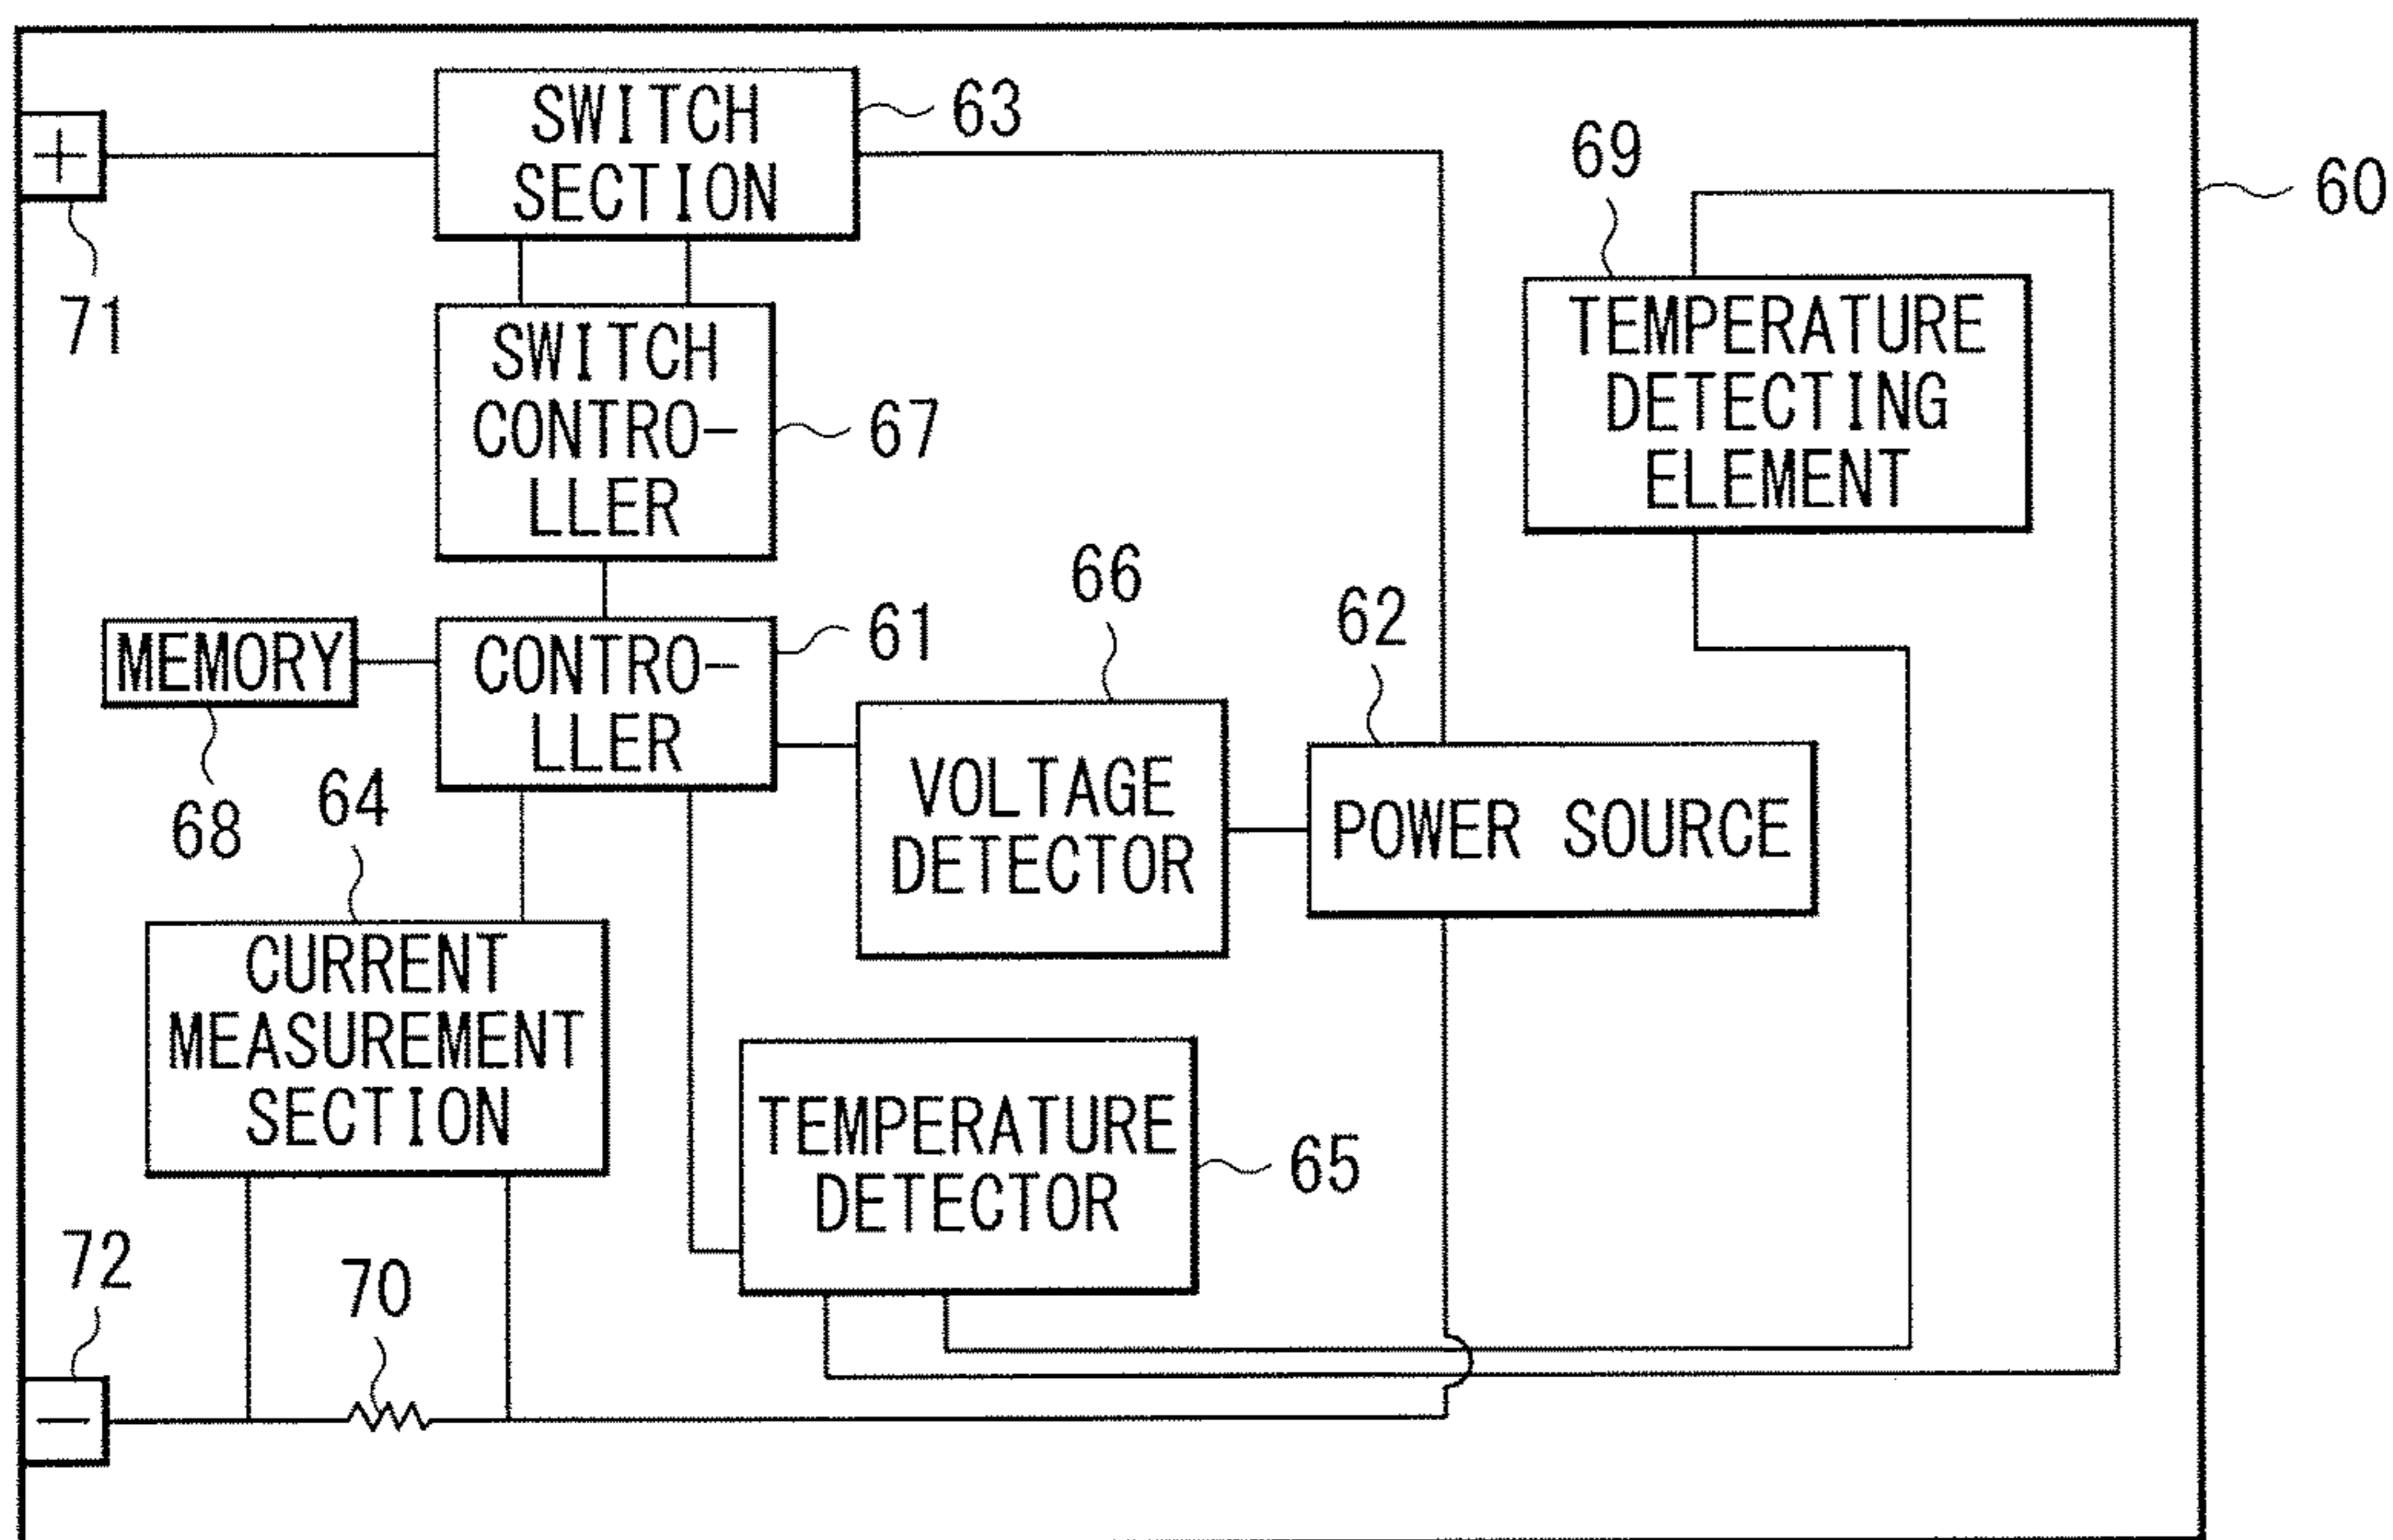 SWITCH
SECTION
63
+
71
69
60
TEMPERATURE
DETECTING
ELEMENT
SWITCH
CONTRO-
LLER
67
66
62
MEMORY
68
CONTRO-
LLER
61
VOLTAGE
DETECTOR
POWER SOURCE
64
CURRENT
MEASUREMENT
SECTION
TEMPERATURE
DETECTOR
65
72
70
−